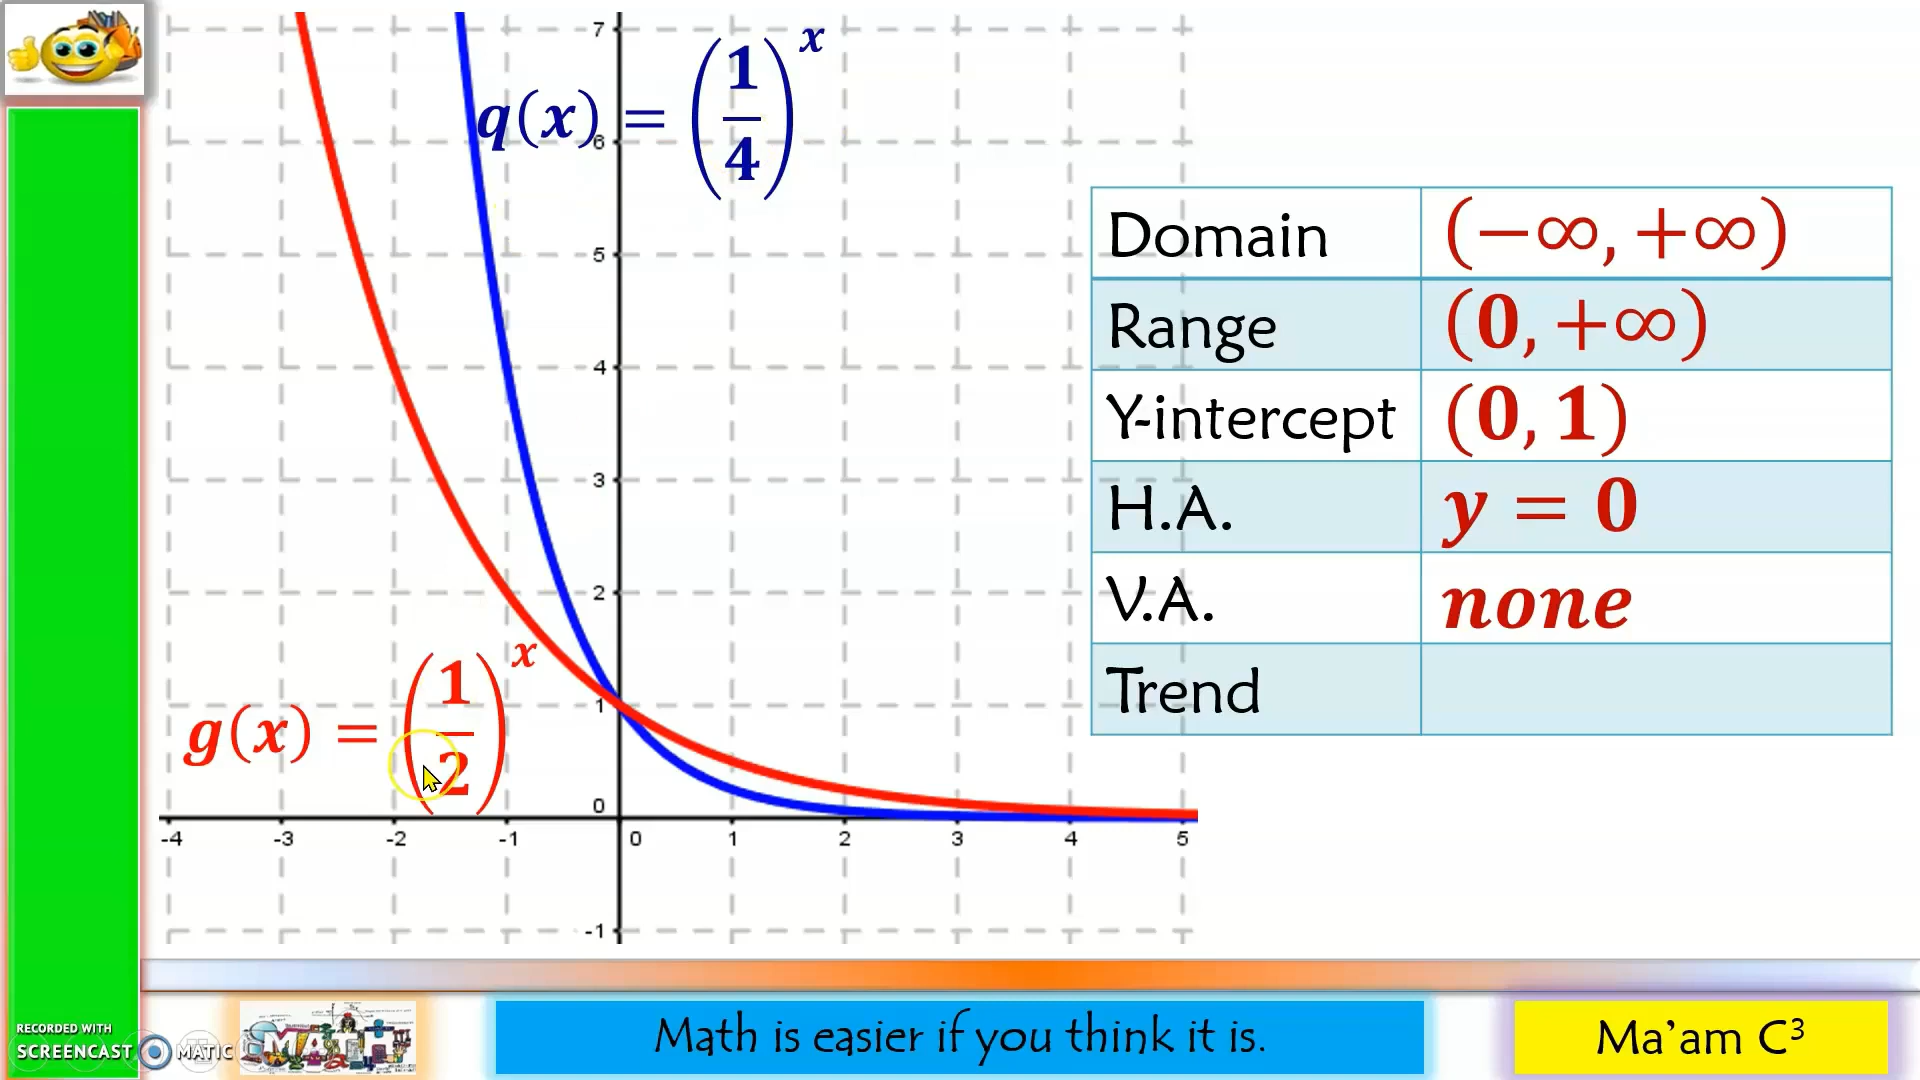 7
q(x) = (1/4)^x
6
5
4
3
2
1
0
g(x) = (1/2)^x
-4 -3 -2 -1 0 1 2 3 4 5
-1
Domain (−∞, +∞)
Range (0, +∞)
Y-intercept (0, 1)
H.A. y = 0
V.A. none
Trend
RECORDED WITH
SCREENCAST MATIC
MATH
Math is easier if you think it is.
Ma'am C³